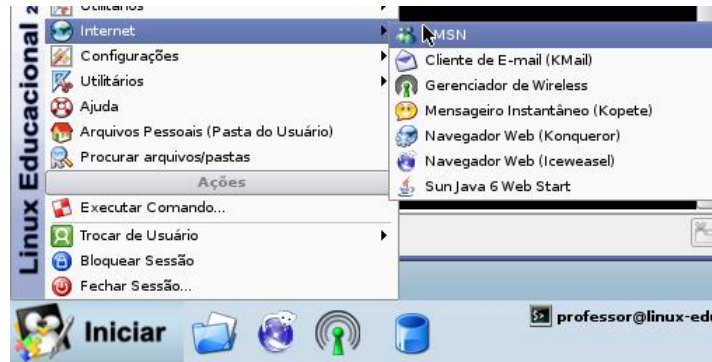 Utilitários
Internet
Configurações
Utilitários
Ajuda
Arquivos Pessoais (Pasta do Usuário)
Procurar arquivos/pastas
Ações
Executar Comando...
Trocar de Usuário
Bloquear Sessão
Fechar Sessão...
Linux Educacional 2
MSN
Cliente de E-mail (KMail)
Gerenciador de Wireless
Mensageiro Instantâneo (Kopete)
Navegador Web (Konqueror)
Navegador Web (Iceweasel)
Sun Java 6 Web Start
Iniciar
professor@linux-edu